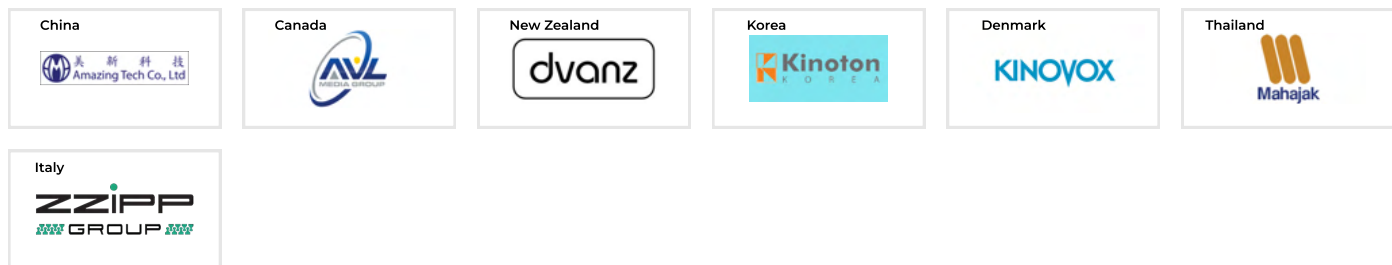 China
美新科技
Amazing Tech Co., Ltd
Canada
AVL
MEDIA GROUP
New Zealand
dvanz
Korea
Kinoton
KOREA
Denmark
KINOVOX
Thailand
Mahajak
Italy
ZZiPP
GROUP